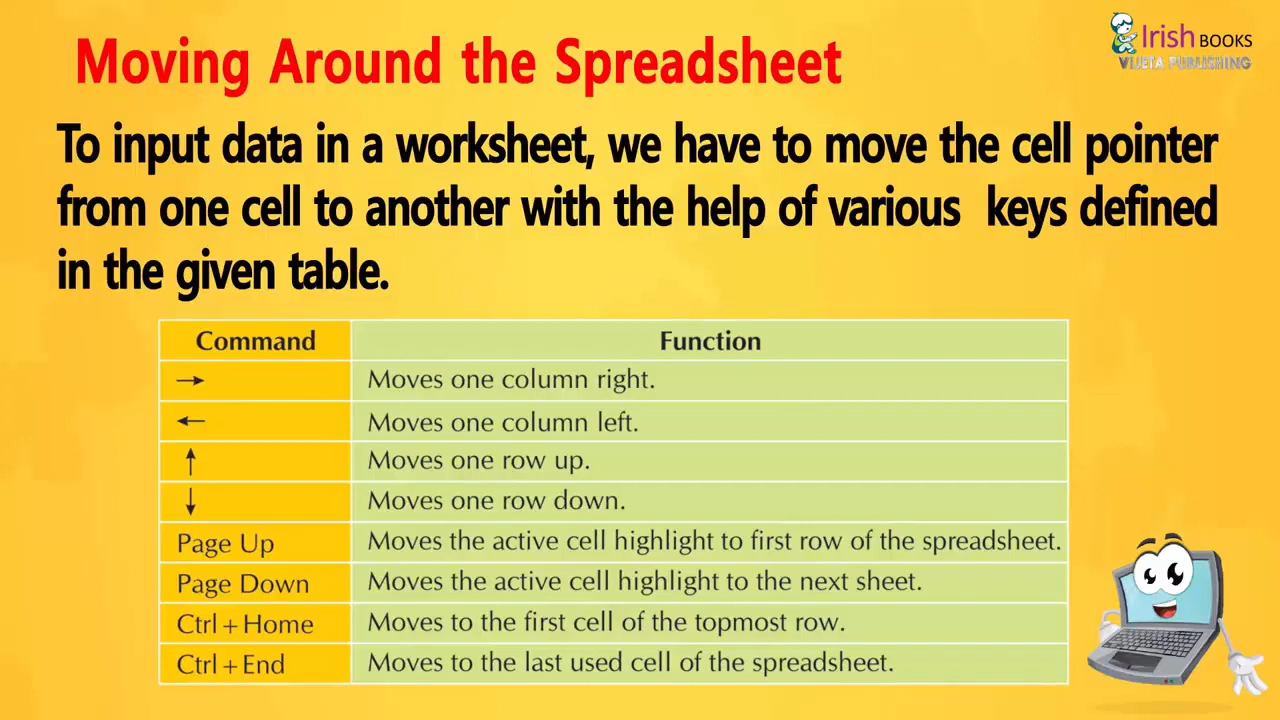 Moving Around the Spreadsheet
Irish BOOKS
VIJETA PUBLISHING
To input data in a worksheet, we have to move the cell pointer
from one cell to another with the help of various keys defined
in the given table.
Command Function
→ Moves one column right.
← Moves one column left.
↑ Moves one row up.
↓ Moves one row down.
Page Up Moves the active cell highlight to first row of the spreadsheet.
Page Down Moves the active cell highlight to the next sheet.
Ctrl+Home Moves to the first cell of the topmost row.
Ctrl+End Moves to the last used cell of the spreadsheet.